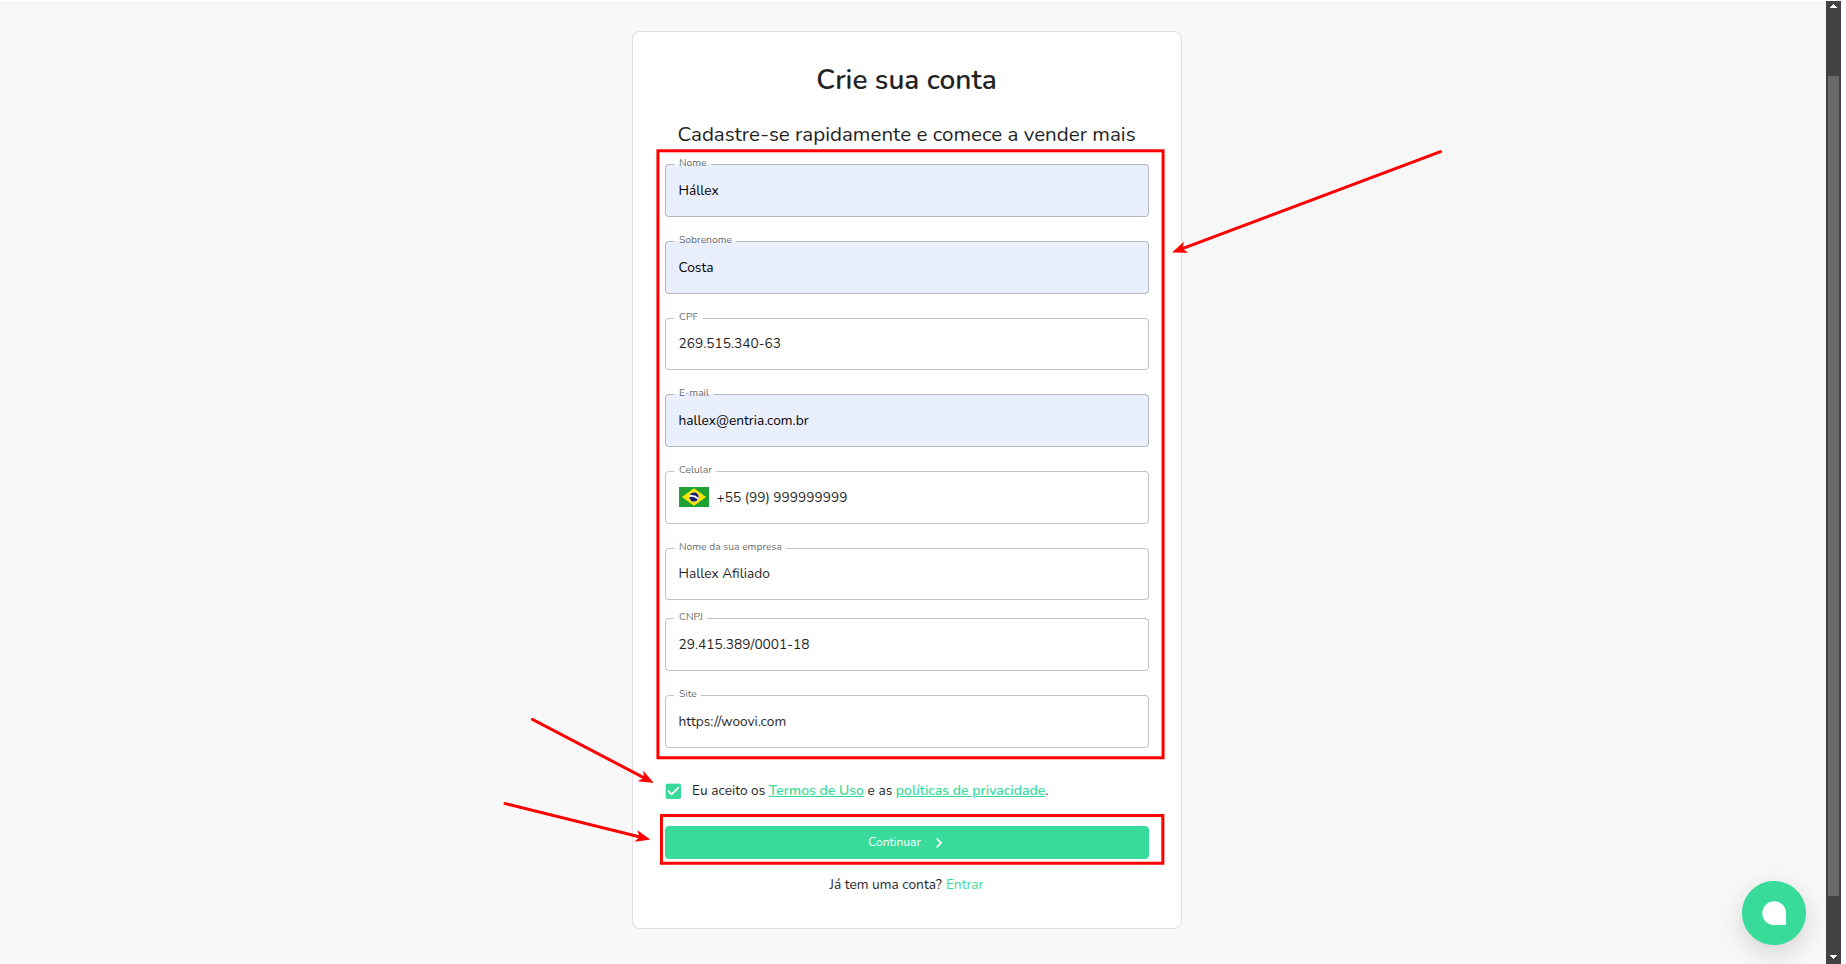 Crie sua conta
Cadastre-se rapidamente e comece a vender mais
Nome
Hállex
Sobrenome
Costa
CPF
269.515.340-63
E-mail
hallex@entria.com.br
Celular
+55 (99) 999999999
Nome da sua empresa
Hallex Afiliado
CNPJ
29.415.389/0001-18
Site
https://woovi.com
Eu aceito os Termos de Uso e as políticas de privacidade.
Continuar
Já tem uma conta? Entrar